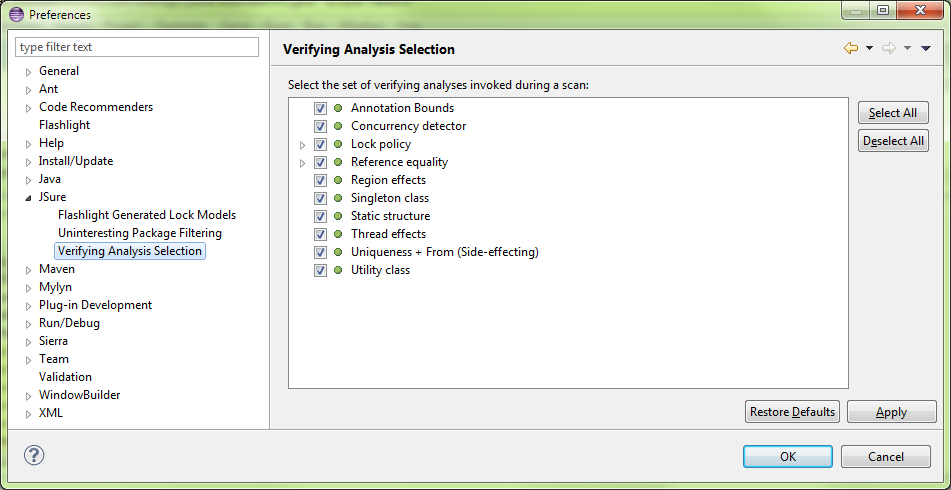 Preferences
type filter text
General
Ant
Code Recommenders
Flashlight
Help
Install/Update
Java
JSure
Flashlight Generated Lock Models
Uninteresting Package Filtering
Verifying Analysis Selection
Maven
Mylyn
Plug-in Development
Run/Debug
Sierra
Team
Validation
WindowBuilder
XML
Verifying Analysis Selection
Select the set of verifying analyses invoked during a scan:
Annotation Bounds
Concurrency detector
Lock policy
Reference equality
Region effects
Singleton class
Static structure
Thread effects
Uniqueness + From (Side-effecting)
Utility class
Select All
Deselect All
Restore Defaults
Apply
?
OK
Cancel